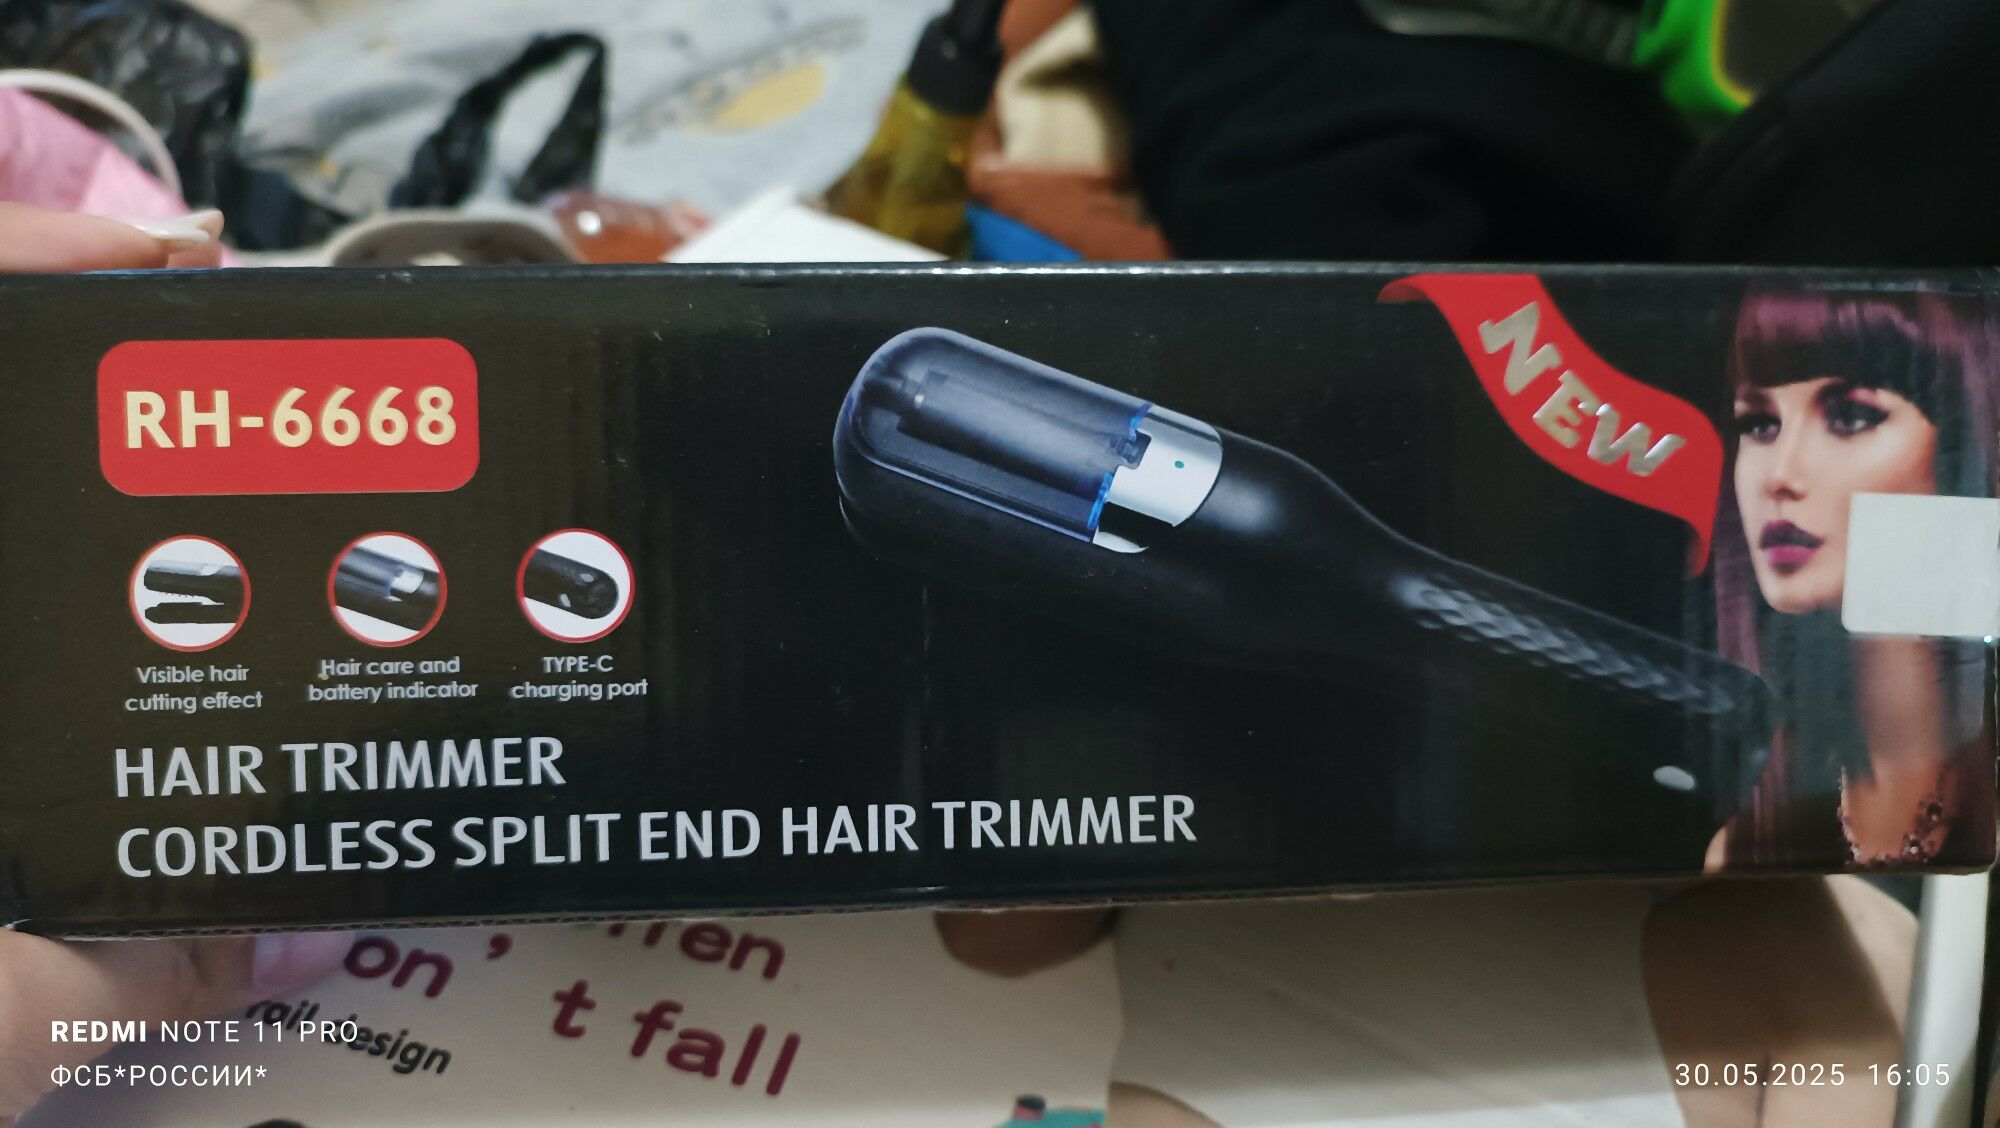 NEW
RH-6668
Visible hair
cutting effect
Hair care and
battery indicator
TYPE-C
charging port
HAIR TRIMMER
CORDLESS SPLIT END HAIR TRIMMER
on'
t fall
design
REDMI NOTE 11 PRO
ФСБ*РОССИИ*
30.05.2025 16:05